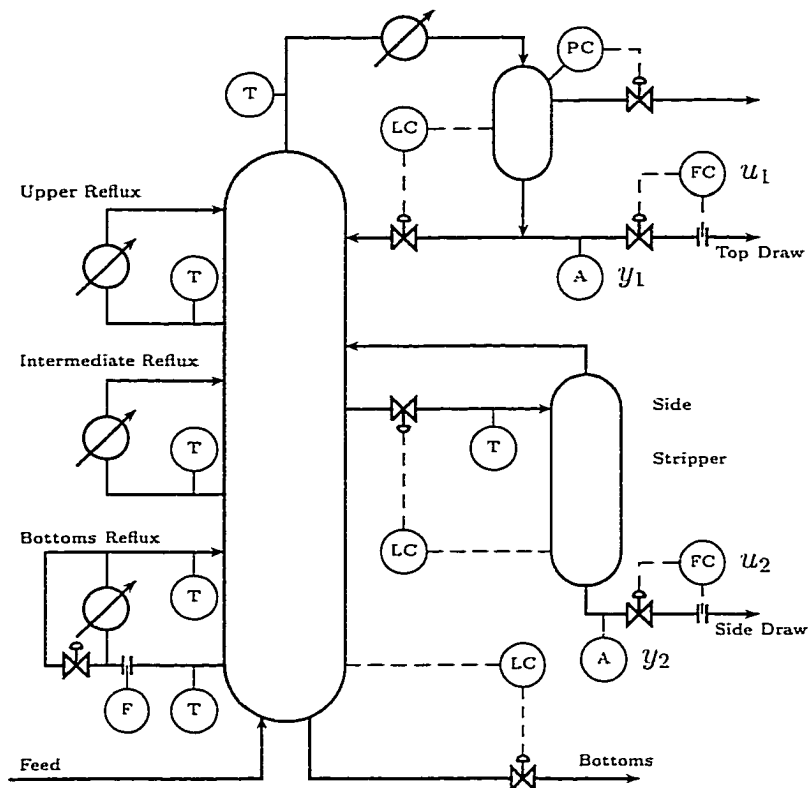 PC
T
LC
FC
u1
Upper Reflux
T
Top Draw
A
y1
Intermediate Reflux
T
T
Side
Stripper
Bottoms Reflux
LC
T
FC
u2
Side Draw
A
y2
LC
F
T
Feed
Bottoms